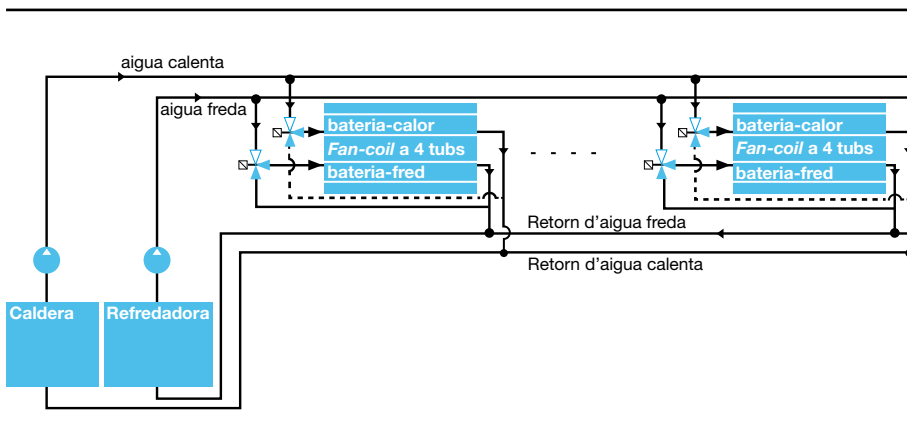 aigua calenta
aigua freda
bateria-calor
Fan-coil a 4 tubs
bateria-fred
bateria-calor
Fan-coil a 4 tubs
bateria-fred
Retorn d'aigua freda
Retorn d'aigua calenta
Caldera
Refredadora